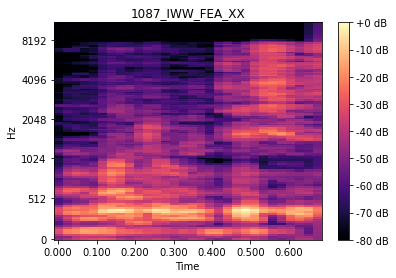 1087_IWW_FEA_XX
+0 dB
8192
-10 dB
4096
-20 dB
-30 dB
2048
-40 dB
Hz
1024
-50 dB
512
-60 dB
-70 dB
0
-80 dB
0.000 0.100 0.200 0.300 0.400 0.500 0.600
Time